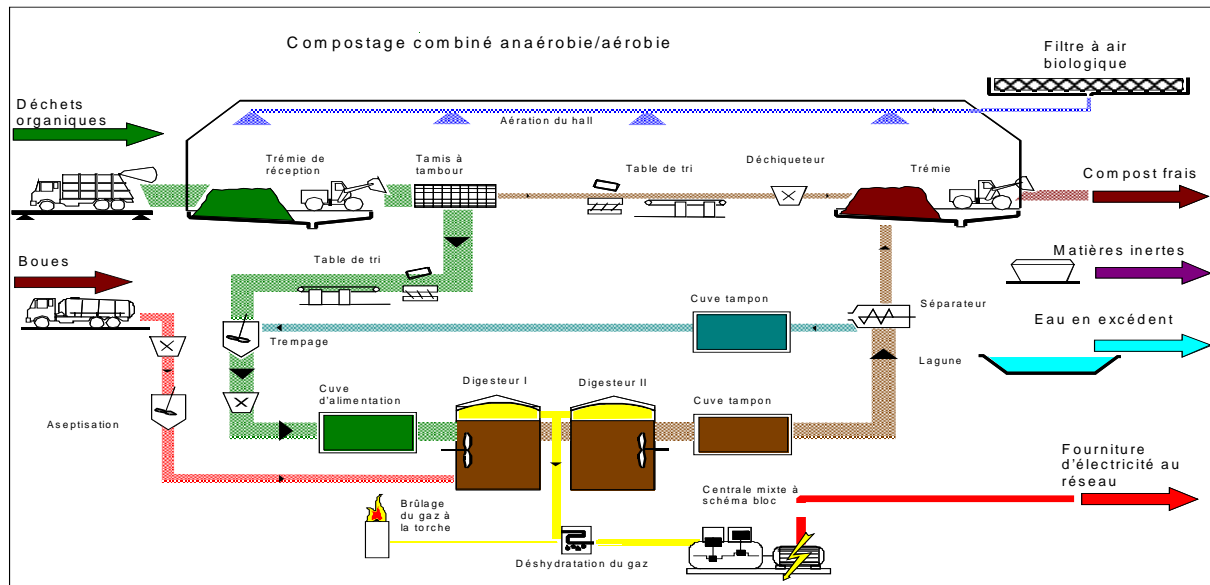 Compostage combiné anaérobie/aérobie
Filtre à air
biologique
Déchets
organiques
Aération du hall
Trémie de
réception
Tamis à
tambour
Table de tri
Déchiqueteur
Trémie
Compost frais
Boues
Table de tri
Matières inertes
Cuve tampon
Séparateur
Trempage
Eau en excédent
Lagune
Cuve
d'alimentation
Digesteur I
Digesteur II
Cuve tampon
Aseptisation
Fourniture
d'électricité au
réseau
Brûlage
du gaz à
la torche
Centrale mixte à
schéma bloc
Déshydratation du gaz